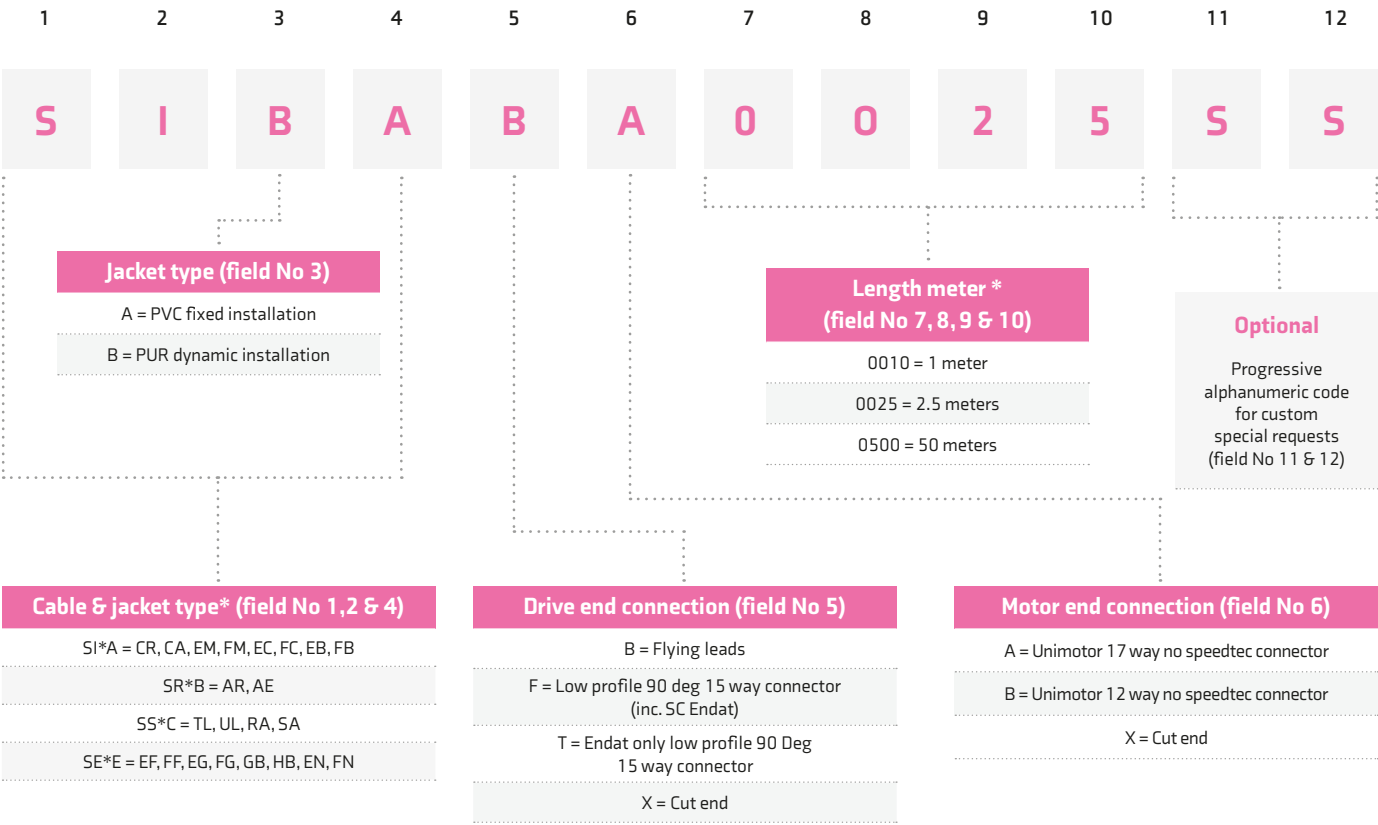 1 2 3 4 5 6 7 8 9 10 11 12
S I B A B A 0 0 2 5 S S
Jacket type (field No 3)
A = PVC fixed installation
B = PUR dynamic installation
Length meter *
(field No 7, 8, 9 & 10)
0010 = 1 meter
0025 = 2.5 meters
0500 = 50 meters
Optional
Progressive
alphanumeric code
for custom
special requests
(field No 11 & 12)
Cable & jacket type* (field No 1,2 & 4)
SI*A = CR, CA, EM, FM, EC, FC, EB, FB
SR*B = AR, AE
SS*C = TL, UL, RA, SA
SE*E = EF, FF, EG, FG, GB, HB, EN, FN
Drive end connection (field No 5)
B = Flying leads
F = Low profile 90 deg 15 way connector
(inc. SC Endat)
T = Endat only low profile 90 Deg
15 way connector
X = Cut end
Motor end connection (field No 6)
A = Unimotor 17 way no speedtec connector
B = Unimotor 12 way no speedtec connector
X = Cut end